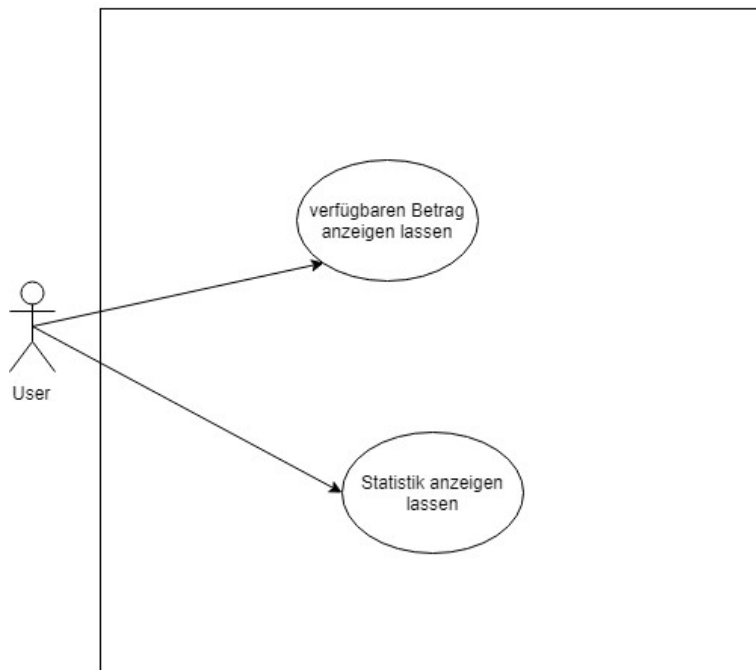 verfügbaren Betrag
anzeigen lassen
User
Statistik anzeigen
lassen